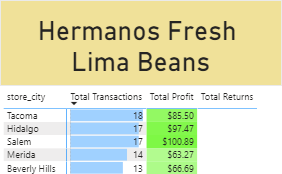 Hermanos Fresh
Lima Beans
store_city Total Transactions Total Profit Total Returns
Tacoma 18 $85.50
Hidalgo 17 $97.47
Salem 17 $100.89
Merida 14 $63.27
Beverly Hills 13 $66.69